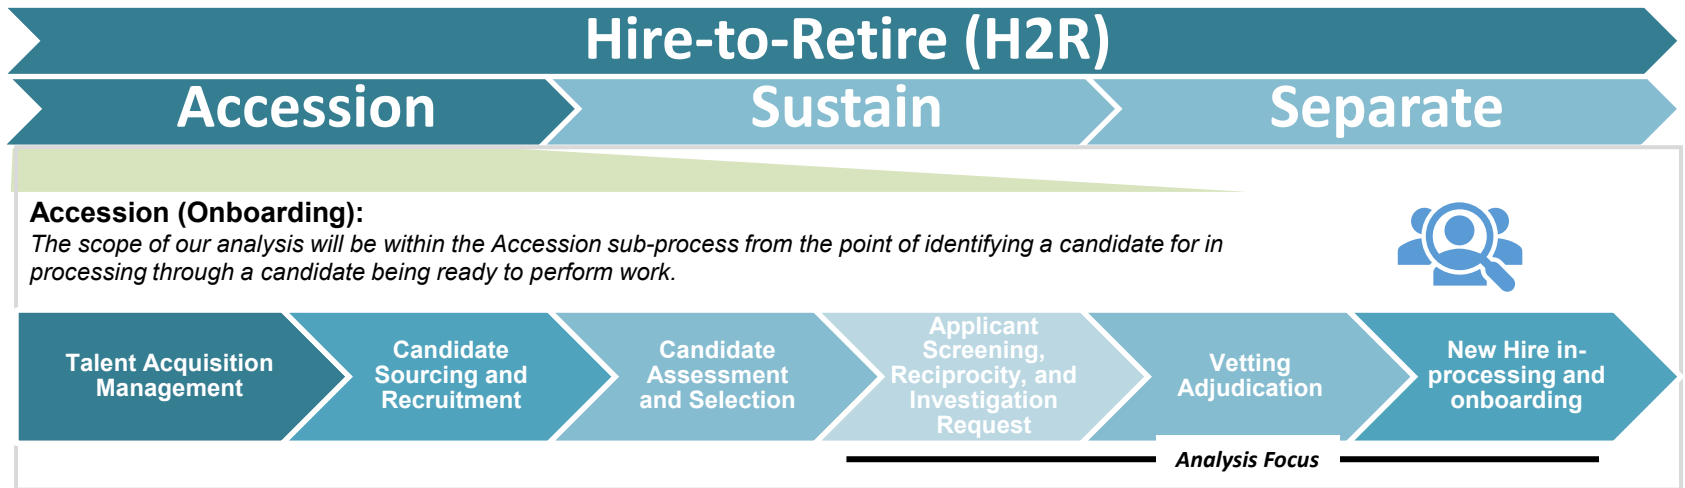 Hire-to-Retire (H2R)
Accession
Sustain
Separate
Accession (Onboarding):
The scope of our analysis will be within the Accession sub-process from the point of identifying a candidate for in
processing through a candidate being ready to perform work.
Talent Acquisition
Management
Candidate
Sourcing and
Recruitment
Candidate
Assessment
and Selection
Applicant
Screening,
Reciprocity, and
Investigation
Request
Vetting
Adjudication
New Hire in-
processing and
onboarding
Analysis Focus